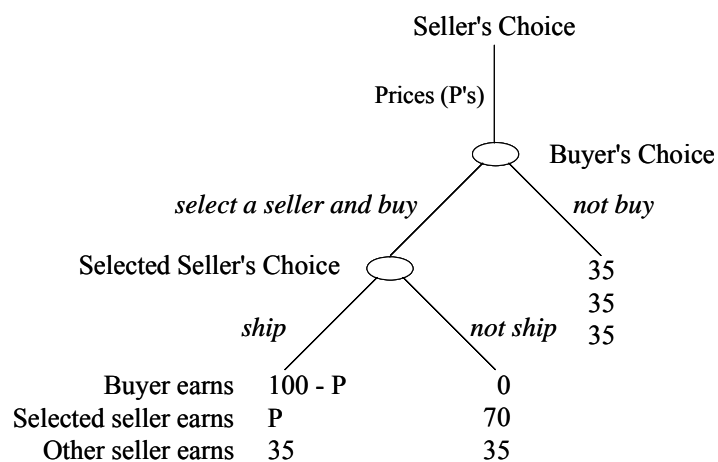 Seller's Choice
Prices (P's)
Buyer's Choice
select a seller and buy
not buy
Selected Seller's Choice
35
35
35
ship
not ship
Buyer earns 100 - P 0
Selected seller earns P 70
Other seller earns 35 35